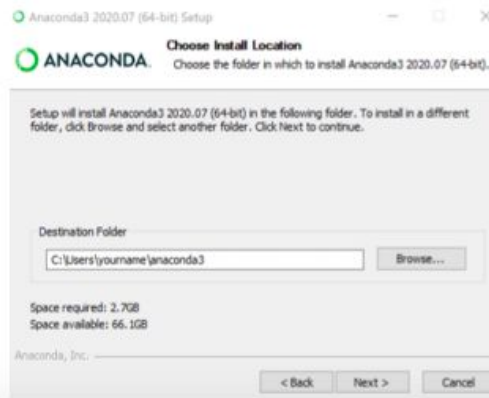 Anaconda3 2020.07 (64-bit) Setup
ANACONDA.
Choose Install Location
Choose the folder in which to install Anaconda3 2020.07 (64-bit).
Setup will install Anaconda3 2020.07 (64-bit) in the following folder. To install in a different
folder, click Browse and select another folder. Click Next to continue.
Destination Folder
C:\Users\yourname\anaconda3
Browse...
Space required: 2.7GB
Space available: 66.1GB
Anaconda, Inc.
< Back
Next >
Cancel